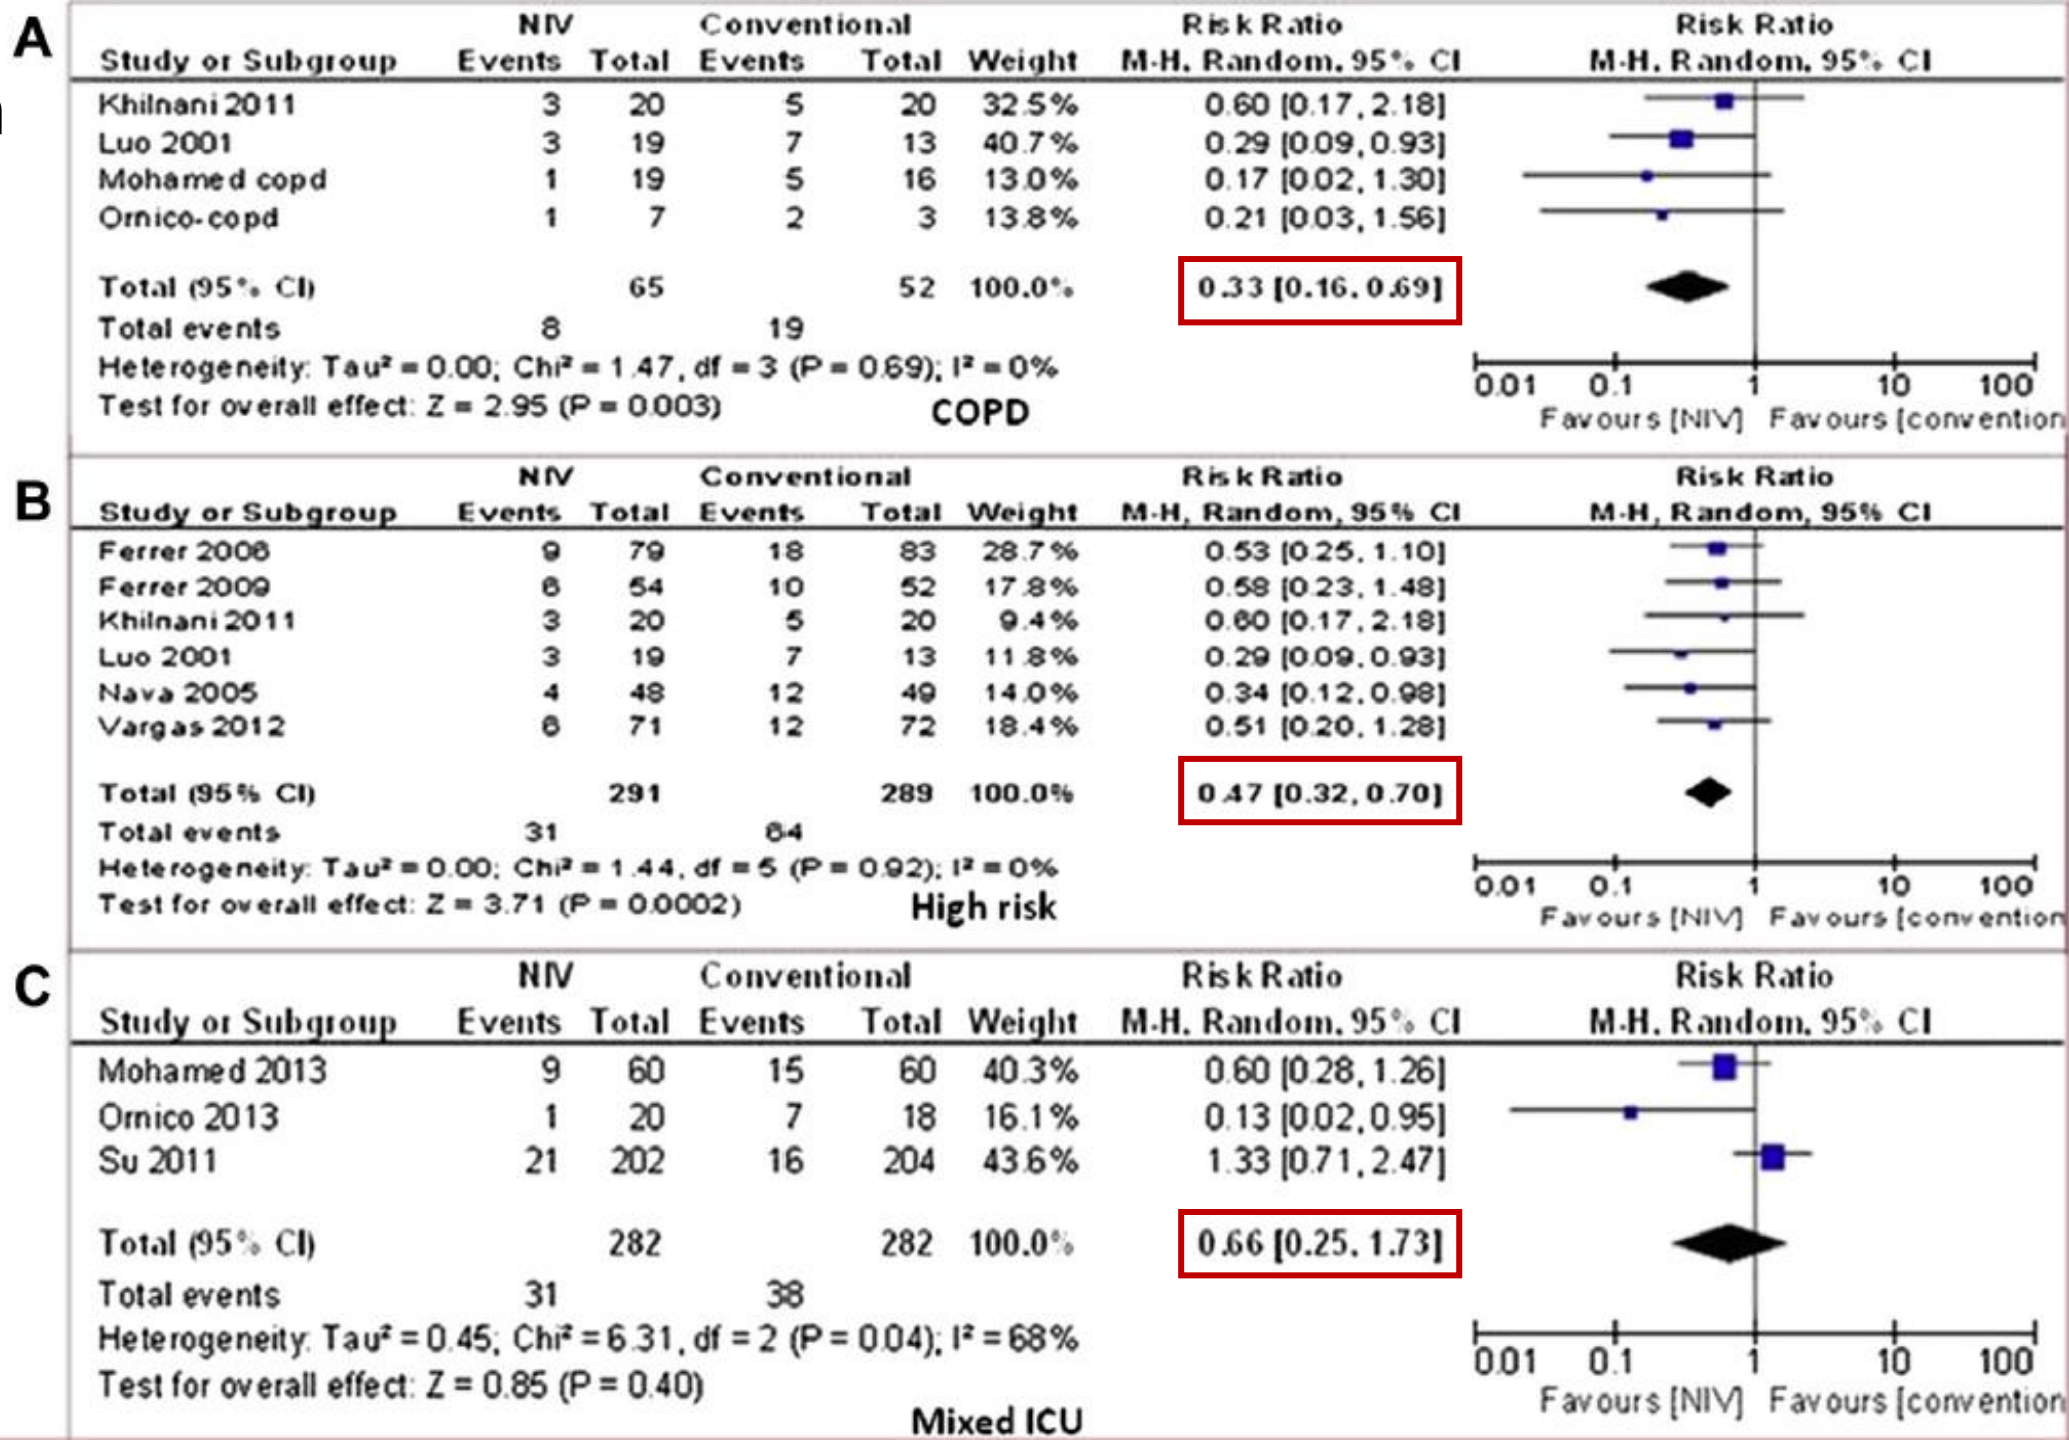 A
NIV Conventional Risk Ratio Risk Ratio
Study or Subgroup Events Total Events Total Weight M-H, Random, 95% CI M-H, Random, 95% CI
Khilnani 2011 3 20 5 20 32.5% 0.60 [0.17, 2.18]
Luo 2001 3 19 7 13 40.7% 0.29 [0.09, 0.93]
Mohamed copd 1 19 5 16 13.0% 0.17 [0.02, 1.30]
Ornico-copd 1 7 2 3 13.8% 0.21 [0.03, 1.56]
Total (95% CI) 65 52 100.0% 0.33 [0.16, 0.69]
Total events 8 19
Heterogeneity: Tau² = 0.00; Chi² = 1.47, df = 3 (P = 0.69); I² = 0%
Test for overall effect: Z = 2.95 (P = 0.003)
COPD
0.01 0.1 1 10 100
Favours [NIV] Favours [convention
B
NIV Conventional Risk Ratio Risk Ratio
Study or Subgroup Events Total Events Total Weight M-H, Random, 95% CI M-H, Random, 95% CI
Ferrer 2006 9 79 18 83 28.7% 0.53 [0.25, 1.10]
Ferrer 2009 6 54 10 52 17.8% 0.58 [0.23, 1.48]
Khilnani 2011 3 20 5 20 9.4% 0.60 [0.17, 2.18]
Luo 2001 3 19 7 13 11.8% 0.29 [0.09, 0.93]
Nava 2005 4 48 12 49 14.0% 0.34 [0.12, 0.98]
Vargas 2012 6 71 12 72 18.4% 0.51 [0.20, 1.28]
Total (95% CI) 291 289 100.0% 0.47 [0.32, 0.70]
Total events 31 64
Heterogeneity: Tau² = 0.00; Chi² = 1.44, df = 5 (P = 0.92); I² = 0%
Test for overall effect: Z = 3.71 (P = 0.0002)
High risk
0.01 0.1 1 10 100
Favours [NIV] Favours [convention
C
NIV Conventional Risk Ratio Risk Ratio
Study or Subgroup Events Total Events Total Weight M-H, Random, 95% CI M-H, Random, 95% CI
Mohamed 2013 9 60 15 60 40.3% 0.60 [0.28, 1.26]
Ornico 2013 1 20 7 18 16.1% 0.13 [0.02, 0.95]
Su 2011 21 202 16 204 43.6% 1.33 [0.71, 2.47]
Total (95% CI) 282 282 100.0% 0.66 [0.25, 1.73]
Total events 31 38
Heterogeneity: Tau² = 0.45; Chi² = 6.31, df = 2 (P = 0.04); I² = 68%
Test for overall effect: Z = 0.85 (P = 0.40)
Mixed ICU
0.01 0.1 1 10 100
Favours [NIV] Favours [convention